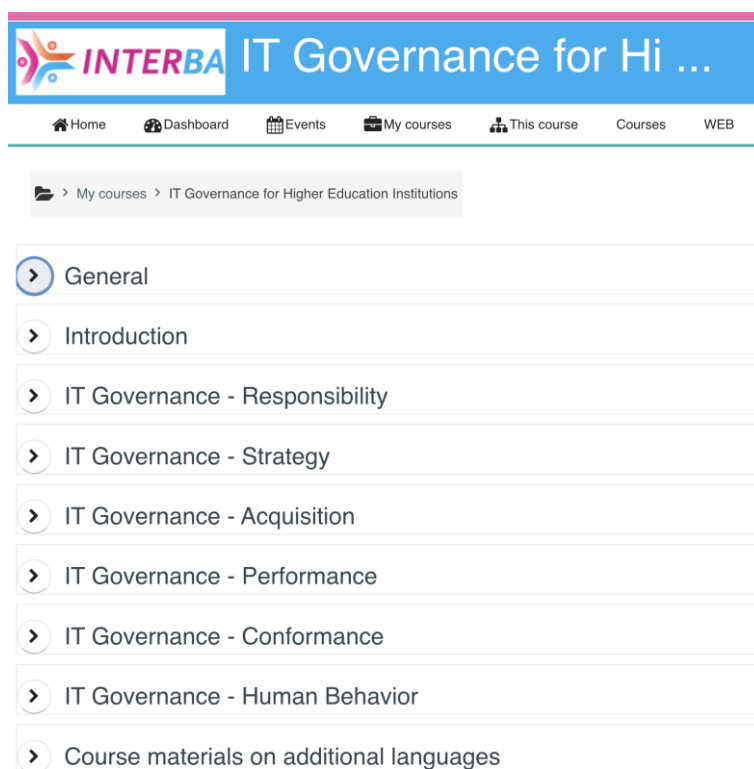 INTERBA IT Governance for Hi ...
Home Dashboard Events My courses This course Courses WEB
> My courses > IT Governance for Higher Education Institutions
General
Introduction
IT Governance - Responsibility
IT Governance - Strategy
IT Governance - Acquisition
IT Governance - Performance
IT Governance - Conformance
IT Governance - Human Behavior
Course materials on additional languages